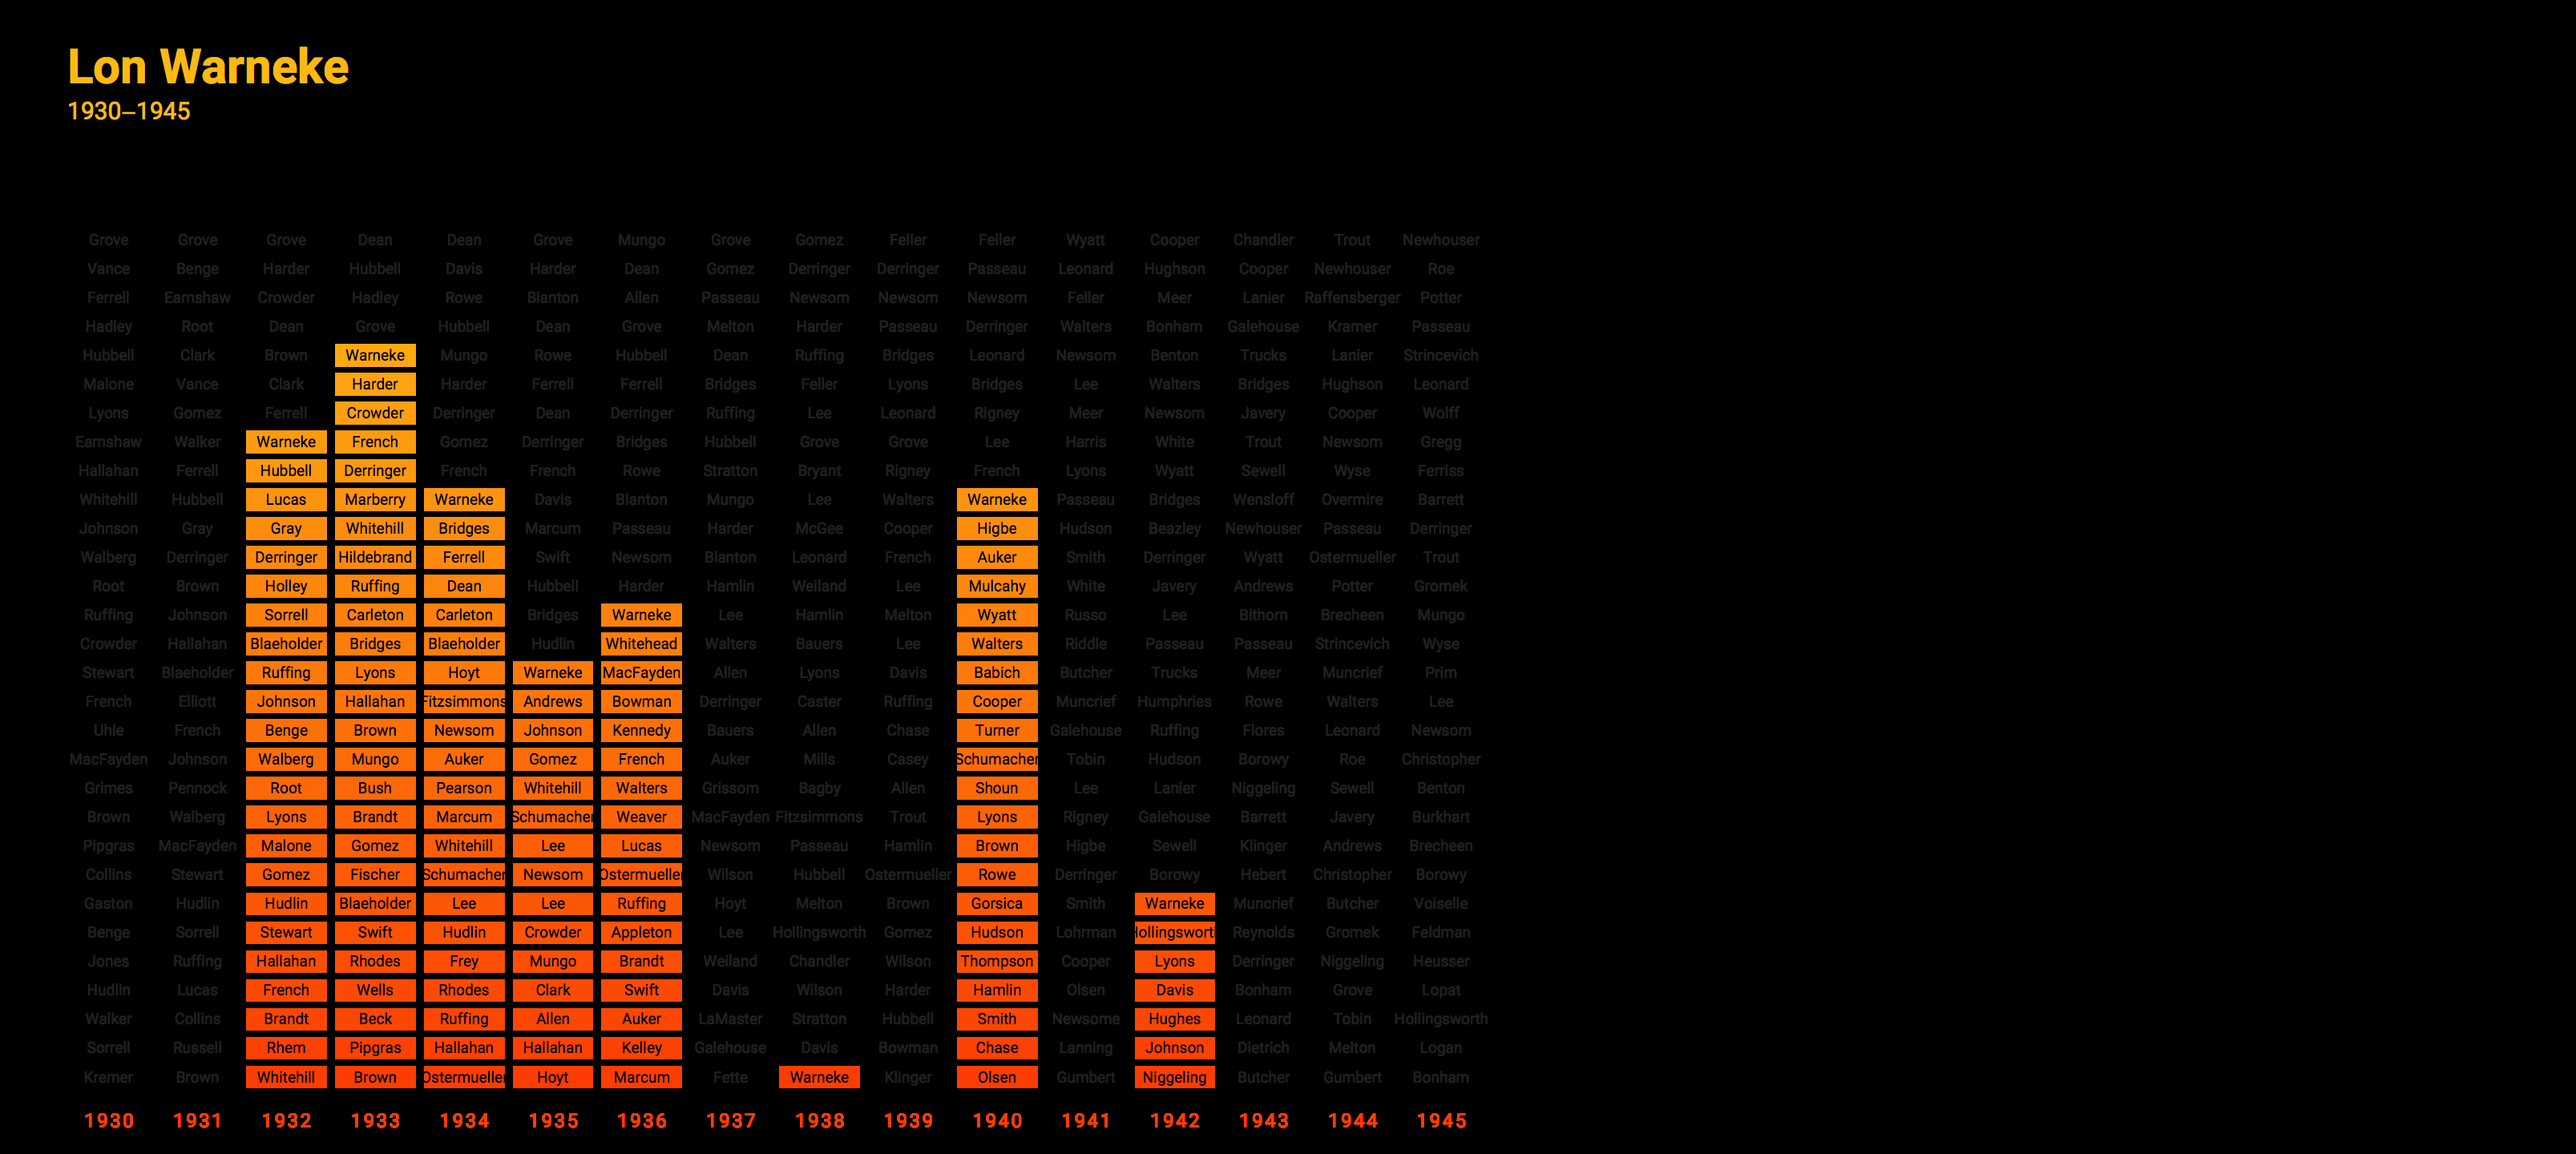 Lon Warneke
1930–1945
Grove Grove Grove Dean Dean Grove Mungo Grove Gomez Feller Feller Wyatt Cooper Chandler Trout Newhouser
Vance Benge Harder Hubbell Davis Harder Dean Gomez Derringer Derringer Passeau Leonard Hughson Cooper Newhouser Roe
Ferrell Earnshaw Crowder Hadley Rowe Blanton Allen Passeau Newsom Newsom Newsom Feller Meer Lanier Raffensberger Potter
Hadley Root Dean Grove Hubbell Dean Grove Melton Harder Passeau Derringer Walters Bonham Galehouse Kramer Passeau
Hubbell Clark Brown Warneke Mungo Rowe Hubbell Dean Ruffing Bridges Leonard Newsom Benton Trucks Lanier Strincevich
Malone Vance Clark Harder Harder Ferrell Ferrell Bridges Feller Lyons Bridges Lee Walters Bridges Hughson Leonard
Lyons Gomez Ferrell Crowder Derringer Dean Derringer Ruffing Lee Leonard Rigney Meer Newsom Javery Cooper Wolff
Earnshaw Walker Warneke French Gomez Derringer Bridges Hubbell Grove Grove Lee Harris White Trout Newsom Gregg
Hallahan Ferrell Hubbell Derringer French French Rowe Stratton Bryant Rigney French Lyons Wyatt Sewell Wyse Ferriss
Whitehill Hubbell Lucas Marberry Warneke Davis Blanton Mungo Lee Walters Warneke Passeau Bridges Wensloff Overmire Barrett
Johnson Gray Gray Whitehill Bridges Marcum Passeau Harder McGee Cooper Higbe Hudson Beazley Newhouser Passeau Derringer
Walberg Derringer Derringer Hildebrand Ferrell Swift Newsom Blanton Leonard French Auker Smith Derringer Wyatt Ostermueller Trout
Root Brown Holley Ruffing Dean Hubbell Harder Hamlin Weiland Lee Mulcahy White Javery Andrews Potter Gromek
Ruffing Johnson Sorrell Carleton Carleton Bridges Warneke Lee Hamlin Melton Wyatt Russo Lee Bithorn Brecheen Mungo
Crowder Hallahan Blaeholder Bridges Blaeholder Hudlin Whitehead Walters Bauers Lee Walters Riddle Passeau Passeau Strincevich Wyse
Stewart Blaeholder Ruffing Lyons Hoyt Warneke MacFayden Allen Lyons Davis Babich Butcher Trucks Meer Muncrief Prim
French Elliott Johnson Hallahan Fitzsimmons Andrews Bowman Derringer Caster Ruffing Cooper Muncrief Humphries Rowe Walters Lee
Uhle French Benge Brown Newsom Johnson Kennedy Bauers Allen Chase Turner Galehouse Ruffing Flores Leonard Newsom
MacFayden Johnson Walberg Mungo Auker Gomez French Auker Mills Casey Schumacher Tobin Hudson Borowy Roe Christopher
Grimes Pennock Root Bush Pearson Whitehill Walters Grissom Bagby Allen Shoun Lee Lanier Niggeling Sewell Benton
Brown Walberg Lyons Brandt Marcum Schumacher Weaver MacFayden Fitzsimmons Trout Lyons Rigney Galehouse Barrett Javery Burkhart
Pipgras MacFayden Malone Gomez Whitehill Lee Lucas Newsom Passeau Hamlin Brown Higbe Sewell Klinger Andrews Brecheen
Collins Stewart Gomez Fischer Schumacher Newsom Ostermueller Wilson Hubbell Ostermueller Rowe Derringer Borowy Hebert Christopher Borowy
Gaston Hudlin Hudlin Blaeholder Lee Lee Ruffing Hoyt Melton Brown Gorsica Smith Warneke Muncrief Butcher Voiselle
Benge Sorrell Stewart Swift Hudlin Crowder Appleton Lee Hollingsworth Gomez Hudson Lohrman Hollingsworth Reynolds Gromek Feldman
Jones Ruffing Hallahan Rhodes Frey Mungo Brandt Weiland Chandler Wilson Thompson Cooper Lyons Derringer Niggeling Heusser
Hudlin Lucas French Wells Rhodes Clark Swift Davis Wilson Harder Hamlin Olsen Davis Bonham Grove Lopat
Walker Collins Brandt Beck Ruffing Allen Auker LaMaster Stratton Hubbell Smith Newsome Hughes Leonard Tobin Hollingsworth
Sorrell Russell Rhem Pipgras Hallahan Hallahan Kelley Galehouse Davis Bowman Chase Lanning Johnson Dietrich Melton Logan
Kremer Brown Whitehill Brown Ostermueller Hoyt Marcum Fette Warneke Klinger Olsen Gumbert Niggeling Butcher Gumbert Bonham
1930 1931 1932 1933 1934 1935 1936 1937 1938 1939 1940 1941 1942 1943 1944 1945